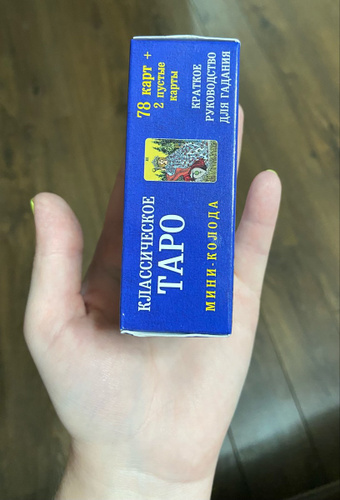 КЛАССИЧЕСКОЕ
ТАРО
МИНИ-КОЛОДА
78 карт +
2 пустые
карты
КРАТКОЕ
РУКОВОДСТВО
ДЛЯ ГАДАНИЯ